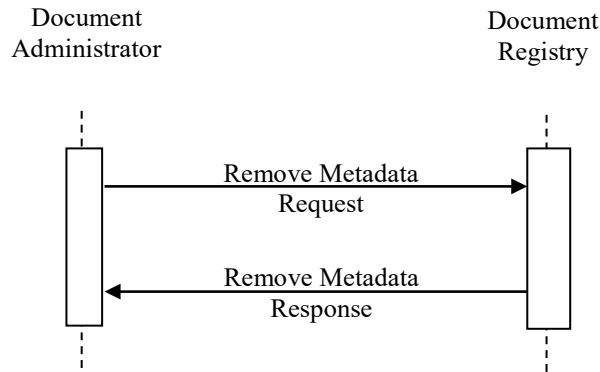 Document
Administrator
Document
Registry
Remove Metadata
Request
Remove Metadata
Response